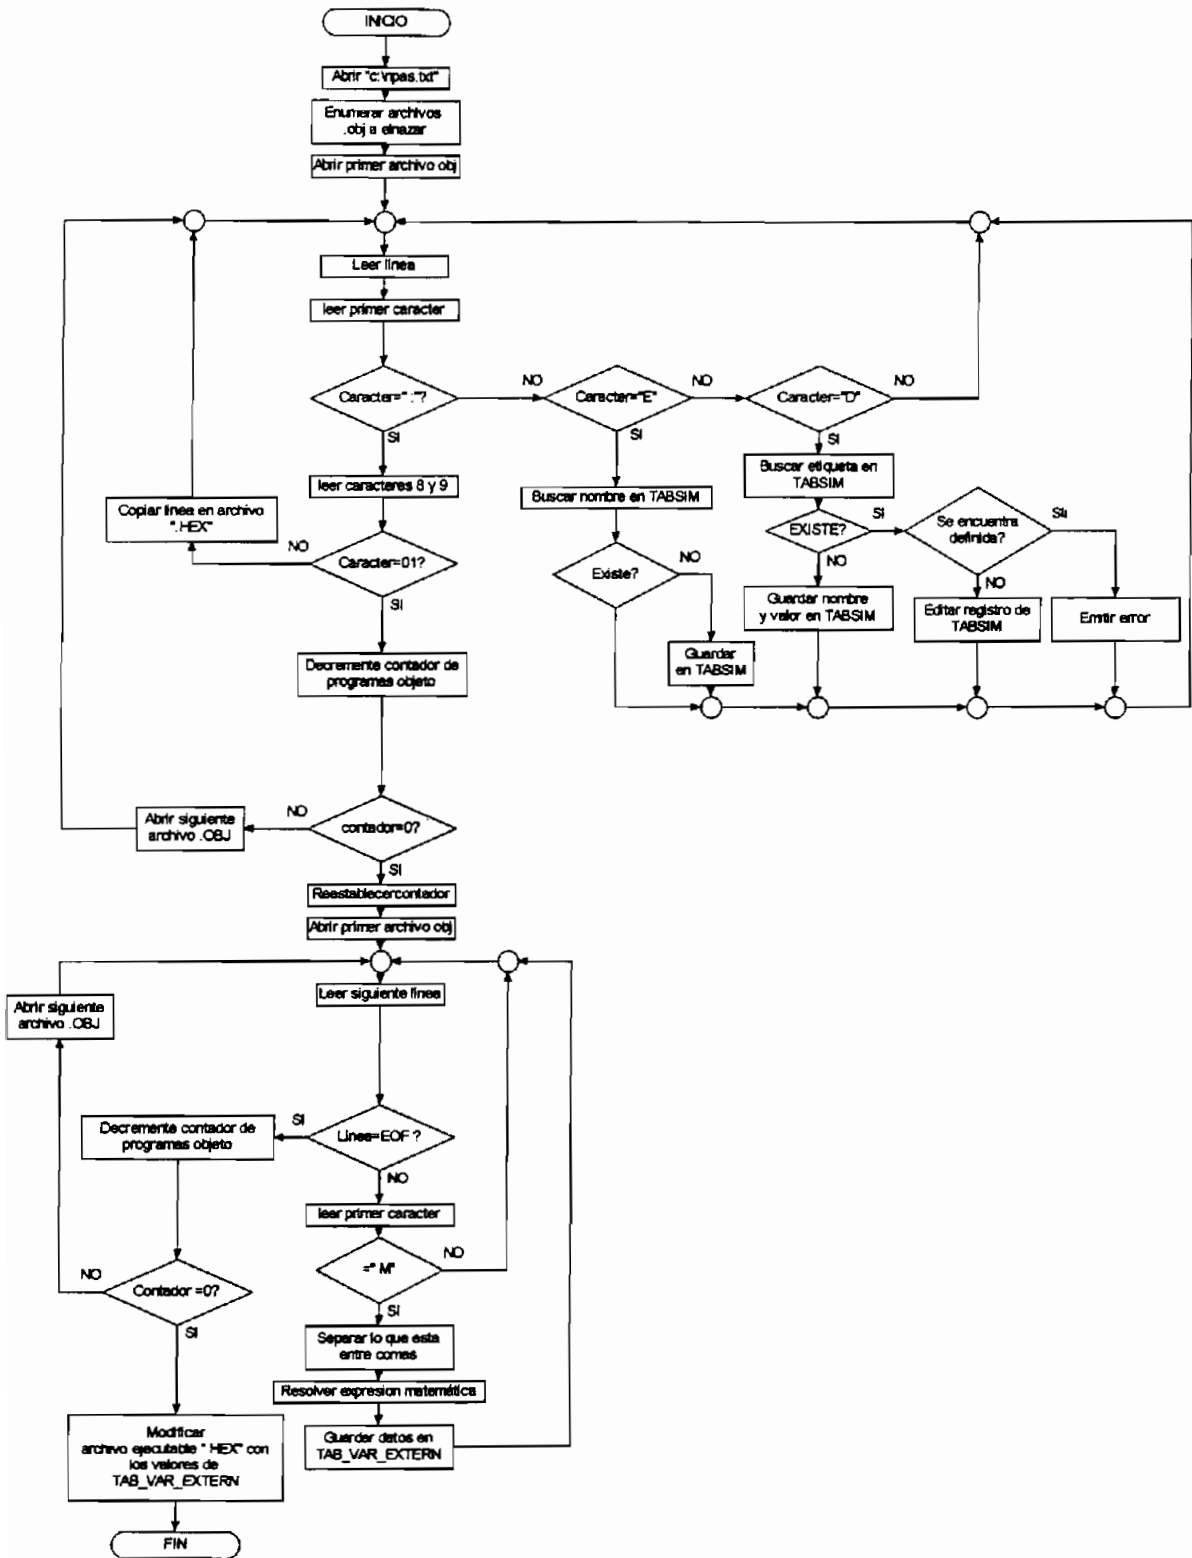 INICIO
Abrir "c:\npas.txt"
Enumerar archivos
.obj a elnazar
Abrir primer archivo obj
Leer línea
leer primer caracter
Caracter=" :"?
NO
Caracter="E"
NO
Caracter="D"
NO
SI
SI
SI
leer caracteres 8 y 9
Buscar nombre en TABSIM
Buscar etiqueta en
TABSIM
Copiar línea en archivo
".HEX"
NO
Caracter=01?
SI
Existe?
NO
EXISTE?
SI
NO
Se encuentra
definida?
SIi
NO
Guardar nombre
y valor en TABSIM
Editar registro de
TABSIM
Emitir error
Guardar
en TABSIM
Decremente contador de
programas objeto
Abrir siguiente
archivo .OBJ
NO
contador=0?
SI
Reestablecercontador
Abrir primer archivo obj
Abrir siguiente
archivo .OBJ
Leer siguiente línea
Decremente contador de
programas objeto
SI
Línea=EOF ?
NO
leer primer caracter
=" M"
NO
SI
NO
Contador =0?
SI
Separar lo que esta
entre comas
Resolver expresion matemática
Guardar datos en
TAB_VAR_EXTERN
Modificar
archivo ejecutable ".HEX" con
los valores de
TAB_VAR_EXTERN
FIN